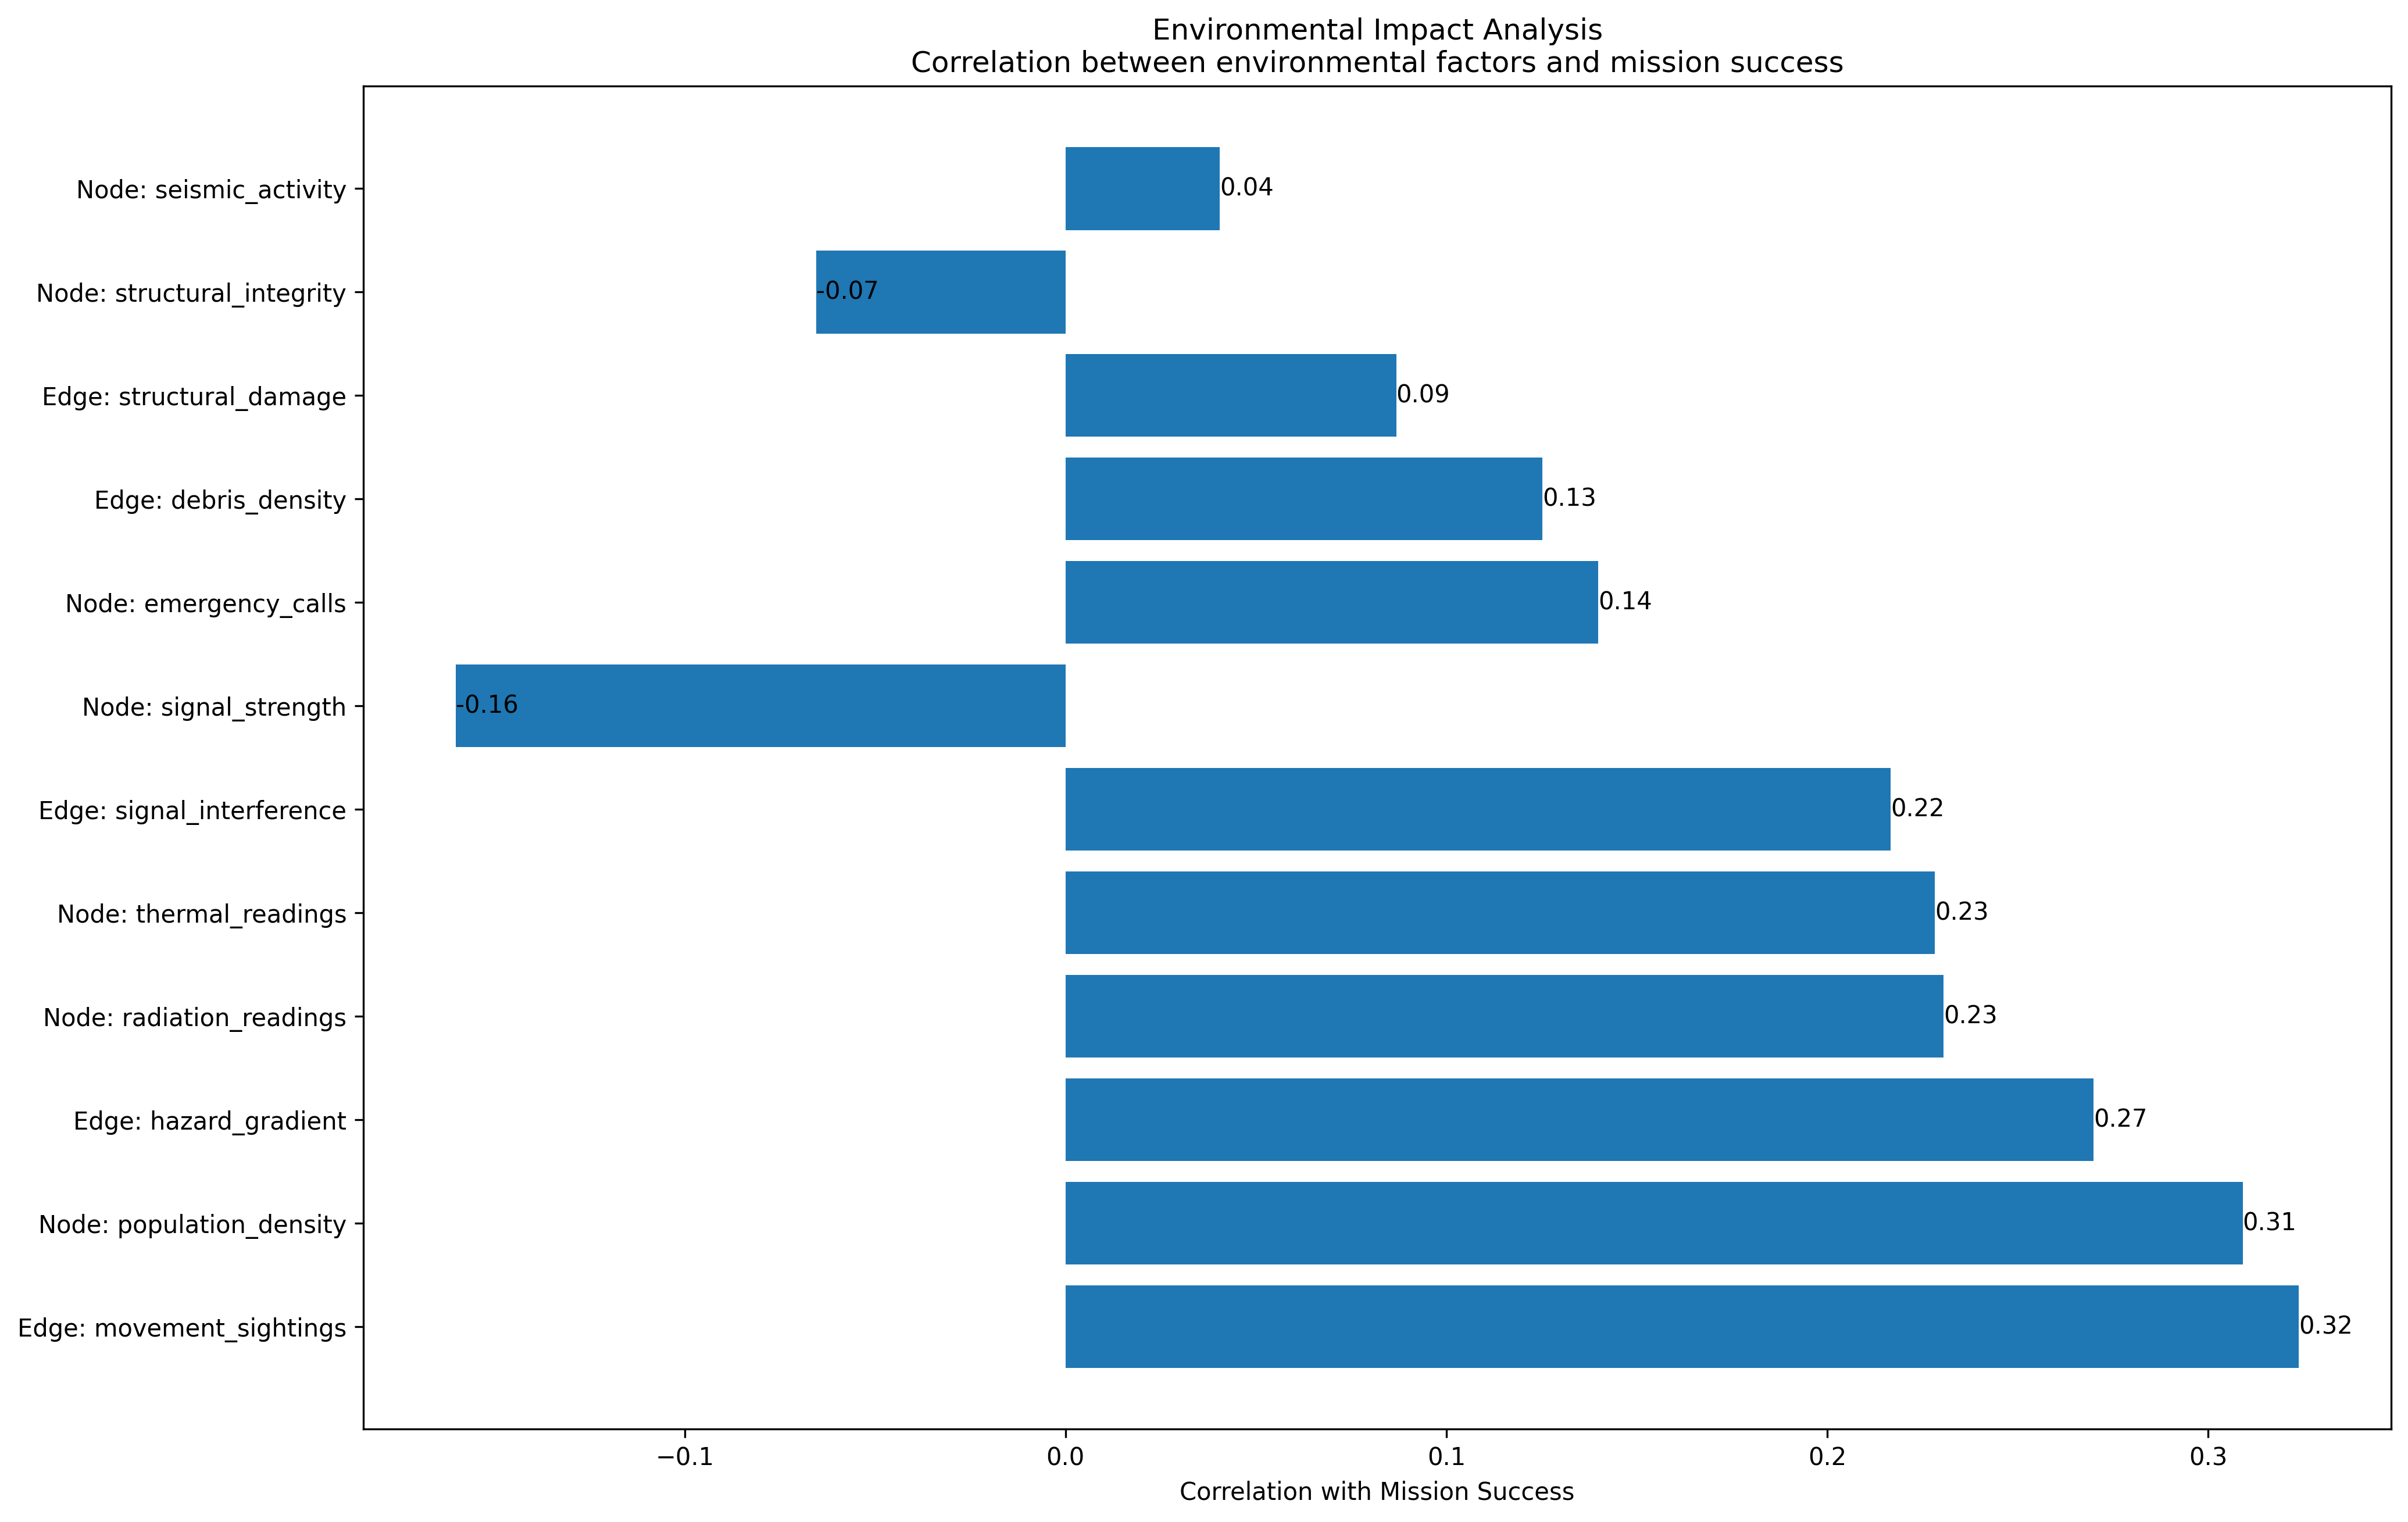 Environmental Impact Analysis
Correlation between environmental factors and mission success
Node: seismic_activity
0.04
Node: structural_integrity
-0.07
Edge: structural_damage
0.09
Edge: debris_density
0.13
Node: emergency_calls
0.14
Node: signal_strength
-0.16
Edge: signal_interference
0.22
Node: thermal_readings
0.23
Node: radiation_readings
0.23
Edge: hazard_gradient
0.27
Node: population_density
0.31
Edge: movement_sightings
0.32
−0.1 0.0 0.1 0.2 0.3
Correlation with Mission Success